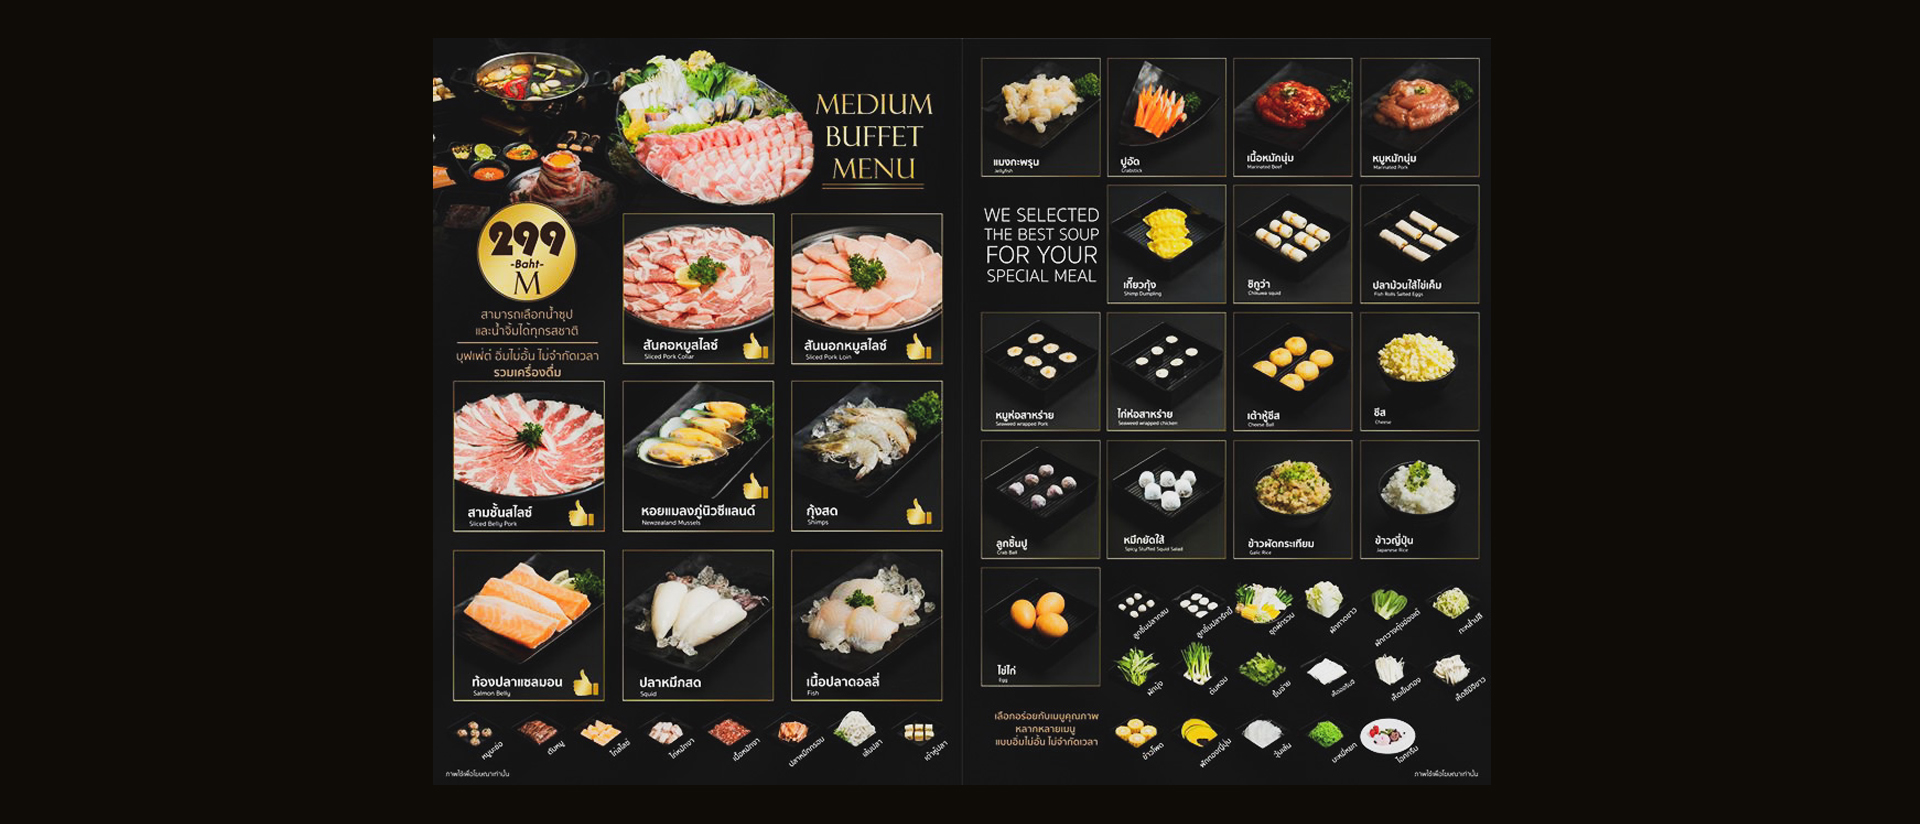 MEDIUM
BUFFET
MENU
299
-Baht-
M
สามารถเลือกน้ำซุป
และน้ำจิ้มได้ทุกรสชาติ
บุฟเฟ่ต์ อิ่มไม่อั้น ไม่จำกัดเวลา
รวมเครื่องดื่ม
สันคอหมูสไลซ์
Sliced Pork Collar
สันนอกหมูสไลซ์
Sliced Pork Loin
สามชั้นสไลซ์
Sliced Belly Pork
หอยแมลงภู่นิวซีแลนด์
Newzealand Mussels
กุ้งสด
Shimps
ท้องปลาแซลมอน
Salmon Belly
ปลาหมึกสด
Squid
เนื้อปลาดอลลี่
Fish
หมูบะช่อ
ตับหมู
ไก่สไลซ์
ไก่หมักงา
เนื้อหมักงา
ปลาหมึกกรอบ
เส้นปลา
เต้าหู้ปลา
ภาพใช้เพื่อโฆษณาเท่านั้น
แมงกะพรุน
Jellyfish
ปูอัด
Crabstick
เนื้อหมักนุ่ม
Marinated Beef
หมูหมักนุ่ม
Marinated Pork
WE SELECTED
THE BEST SOUP
FOR YOUR
SPECIAL MEAL
เกี๊ยวกุ้ง
Shimp Dumpling
ชิกูว่า
Chikuwa squid
ปลาม้วนไส้ไข่เค็ม
Fish Rolls Salted Eggs
หมูห่อสาหร่าย
Seaweed wrapped Pork
ไก่ห่อสาหร่าย
Seaweed wrapped chicken
เต้าหู้ชีส
Cheese Ball
ชีส
Cheese
ลูกชิ้นปู
Crab Ball
หมึกยัดไส้
Spicy Stuffed Squid Salad
ข้าวผัดกระเทียม
Galic Rice
ข้าวญี่ปุ่น
Japanese Rice
ไข่ไก่
Egg
ลูกชิ้นปลากลม
ชุดผักรวม
ผักกาดขาว
ผักกวางตุ้งฮ่องเต้
กะหล่ำปลี
ผักบุ้ง
ต้นหอม
ขึ้นฉ่าย
เห็ดออรินจิ
เห็ดเข็มทอง
เห็ดชิเมจิขาว
เลือกอร่อยกับเมนูคุณภาพ
หลากหลายเมนู
แบบอิ่มไม่อั้น ไม่จำกัดเวลา
ข้าวโพด
ฟักทองญี่ปุ่น
วุ้นเส้น
บะหมี่หยก
ไอศกรีม
ภาพใช้เพื่อโฆษณาเท่านั้น